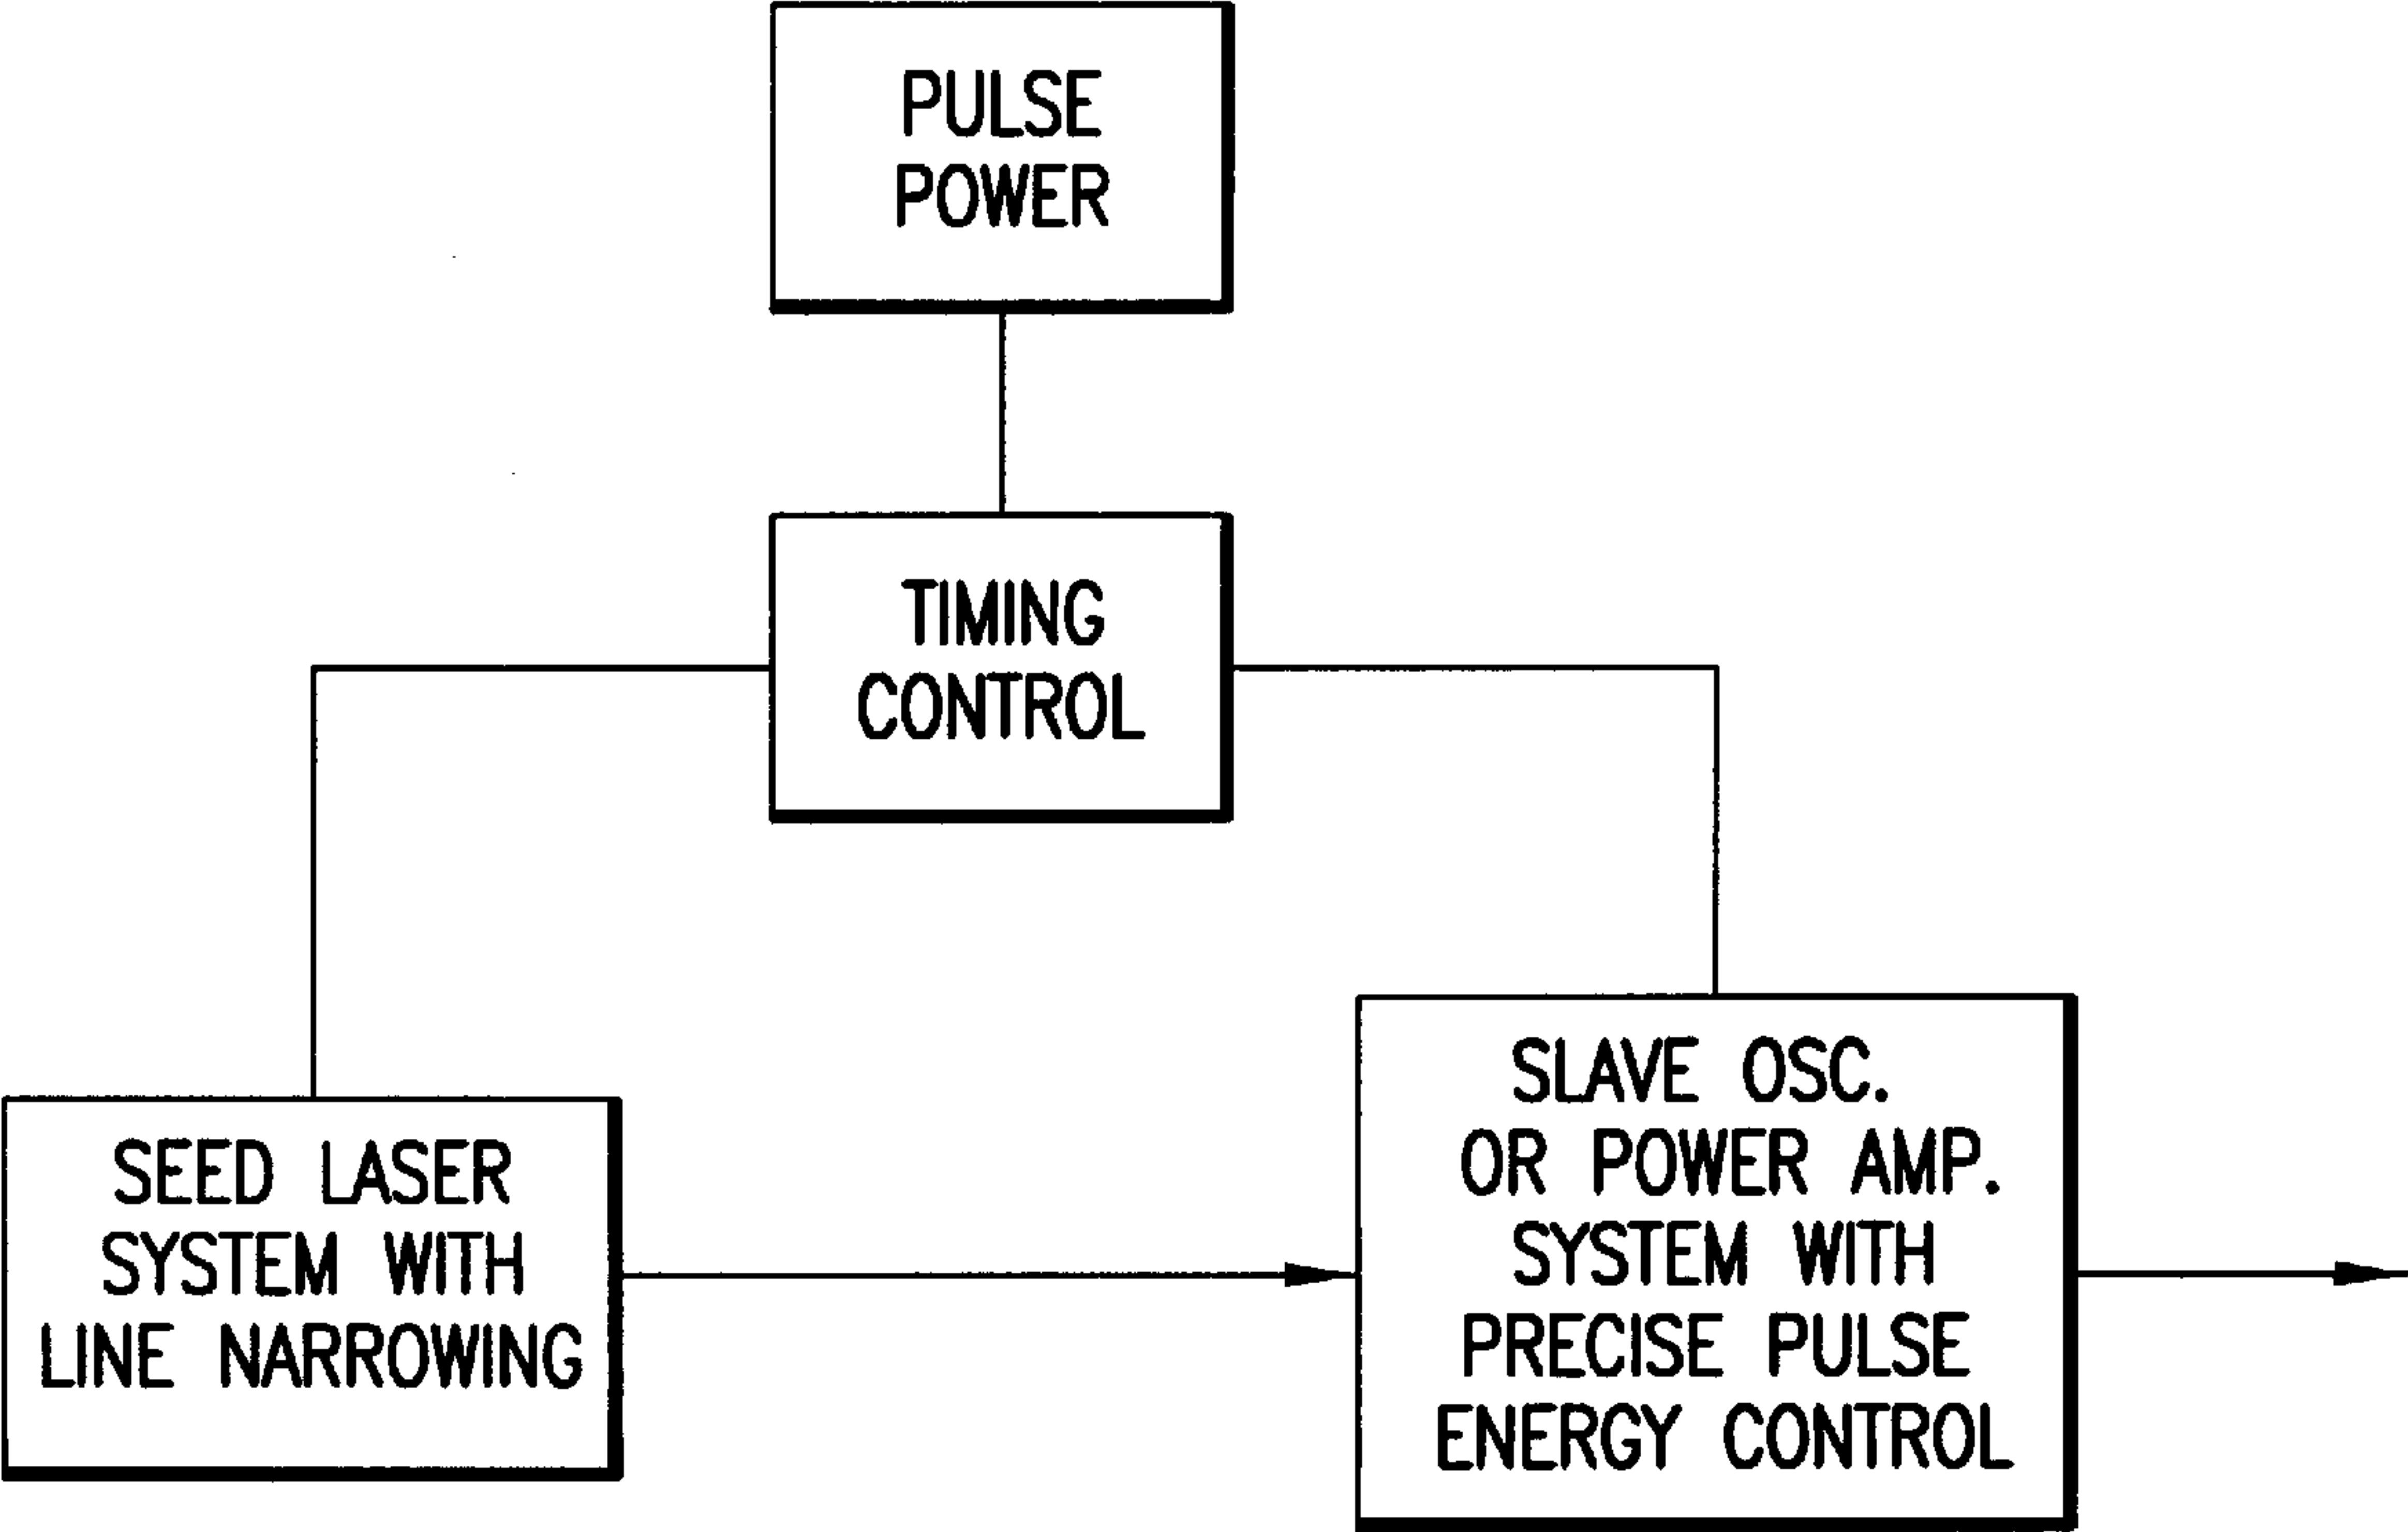 PULSE
POWER
TIMING
CONTROL
SEED LASER
SYSTEM WITH
LINE NARROWING
SLAVE OSC.
OR POWER AMP.
SYSTEM WITH
PRECISE PULSE
ENERGY CONTROL